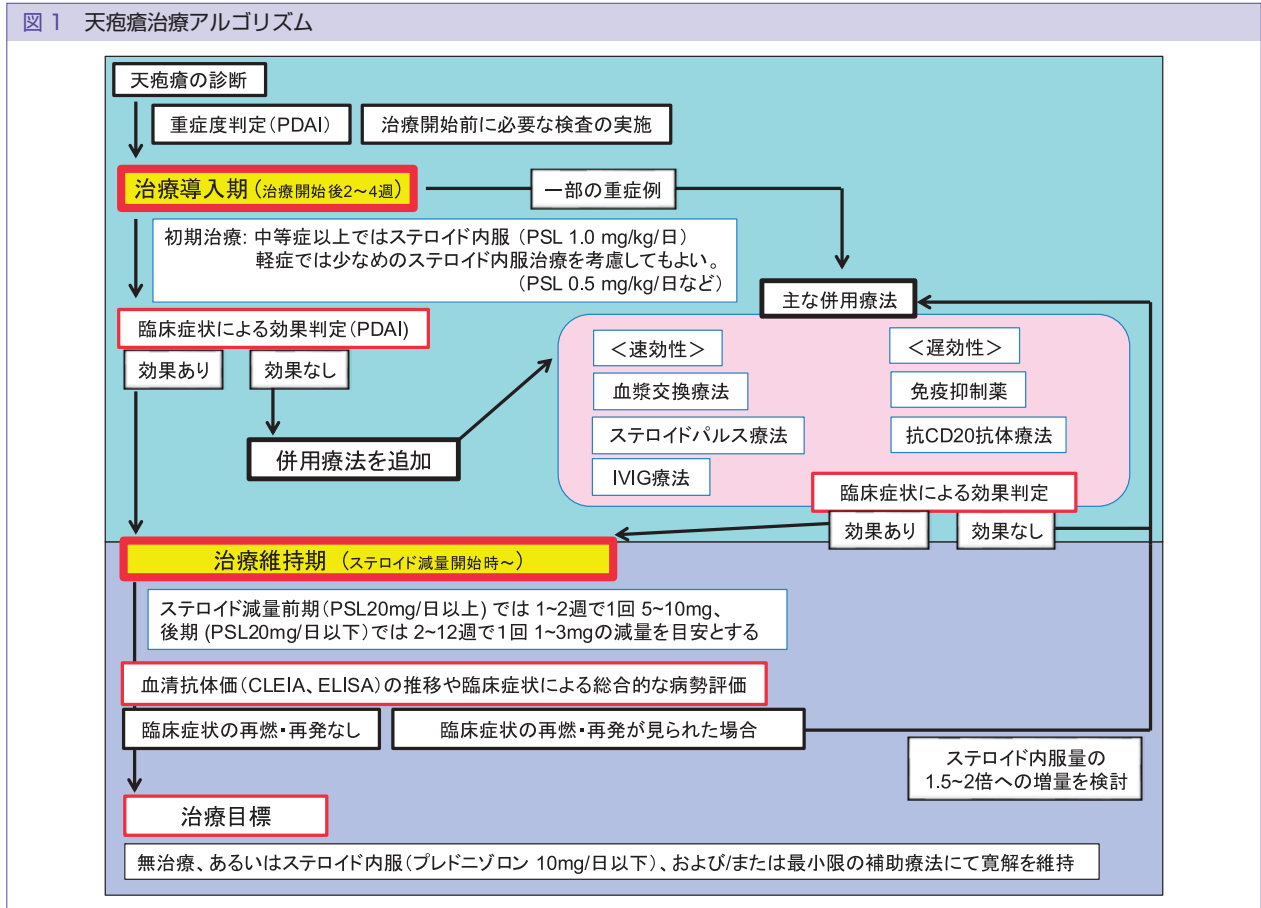 図1 天疱瘡治療アルゴリズム
天疱瘡の診断
重症度判定(PDAI)
治療開始前に必要な検査の実施
治療導入期(治療開始後2~4週)
一部の重症例
初期治療: 中等症以上ではステロイド内服 (PSL 1.0 mg/kg/日)
軽症では少なめのステロイド内服治療を考慮してもよい。
(PSL 0.5 mg/kg/日など)
主な併用療法
臨床症状による効果判定(PDAI)
効果あり
効果なし
併用療法を追加
<速効性>
血漿交換療法
ステロイドパルス療法
IVIG療法
<遅効性>
免疫抑制薬
抗CD20抗体療法
臨床症状による効果判定
効果あり
効果なし
治療維持期 (ステロイド減量開始時~)
ステロイド減量前期(PSL20mg/日以上) では 1~2週で1回 5~10mg、
後期 (PSL20mg/日以下)では 2~12週で1回 1~3mgの減量を目安とする
血清抗体価(CLEIA、ELISA)の推移や臨床症状による総合的な病勢評価
臨床症状の再燃・再発なし
臨床症状の再燃・再発が見られた場合
ステロイド内服量の
1.5~2倍への増量を検討
治療目標
無治療、あるいはステロイド内服(プレドニゾロン 10mg/日以下)、および/または最小限の補助療法にて寛解を維持